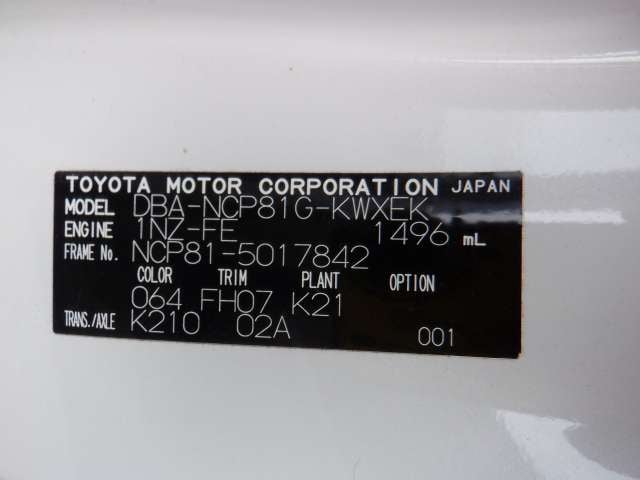 TOYOTA MOTOR CORPORATION JAPAN
MODEL DBA-NCP81G-KWXEK
ENGINE 1NZ-FE 1496 mL
FRAME No. NCP81-5017842
COLOR TRIM PLANT OPTION
064 FH07 K21
TRANS./AXLE K210 02A 001